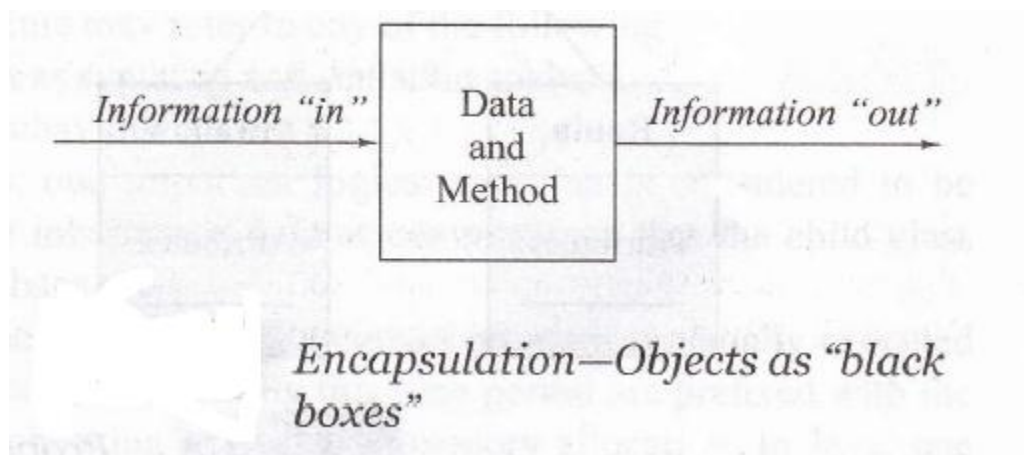 Information “in”
Data
and
Method
Information “out”
Encapsulation—Objects as “black
boxes”